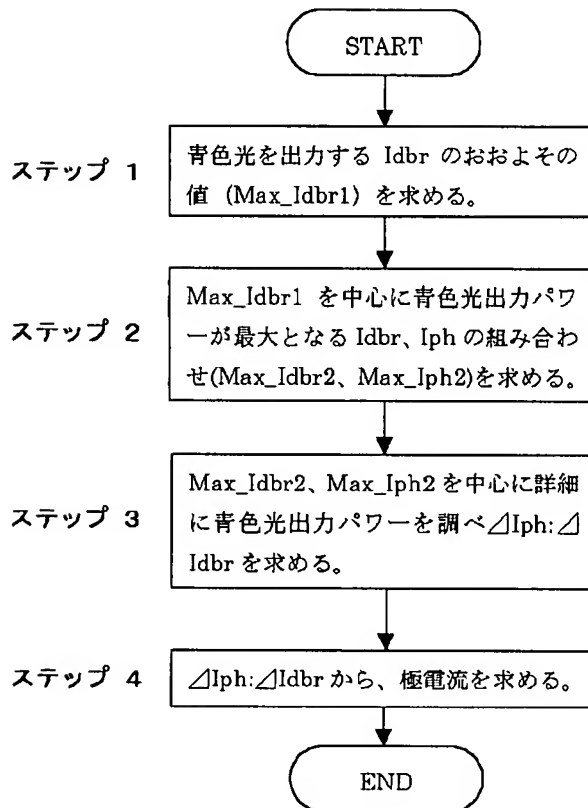 START
ステップ 1
青色光を出力する Idbr のおおよその
値 (Max_Idbr1) を求める。
ステップ 2
Max_Idbr1 を中心に青色光出力パワ
ーが最大となる Idbr、Iph の組み合わ
せ(Max_Idbr2、Max_Iph2)を求める。
ステップ 3
Max_Idbr2、Max_Iph2 を中心に詳細
に青色光出力パワーを調べ⊿Iph:⊿
Idbr を求める。
ステップ 4
⊿Iph:⊿Idbr から、極電流を求める。
END